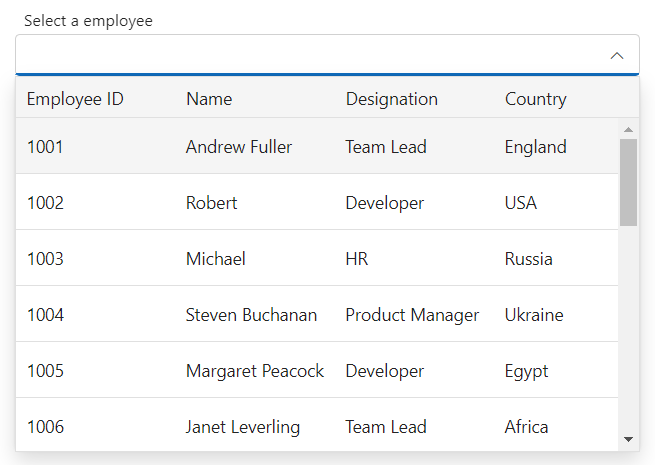 Select a employee
Employee ID Name Designation Country
1001 Andrew Fuller Team Lead England
1002 Robert Developer USA
1003 Michael HR Russia
1004 Steven Buchanan Product Manager Ukraine
1005 Margaret Peacock Developer Egypt
1006 Janet Leverling Team Lead Africa